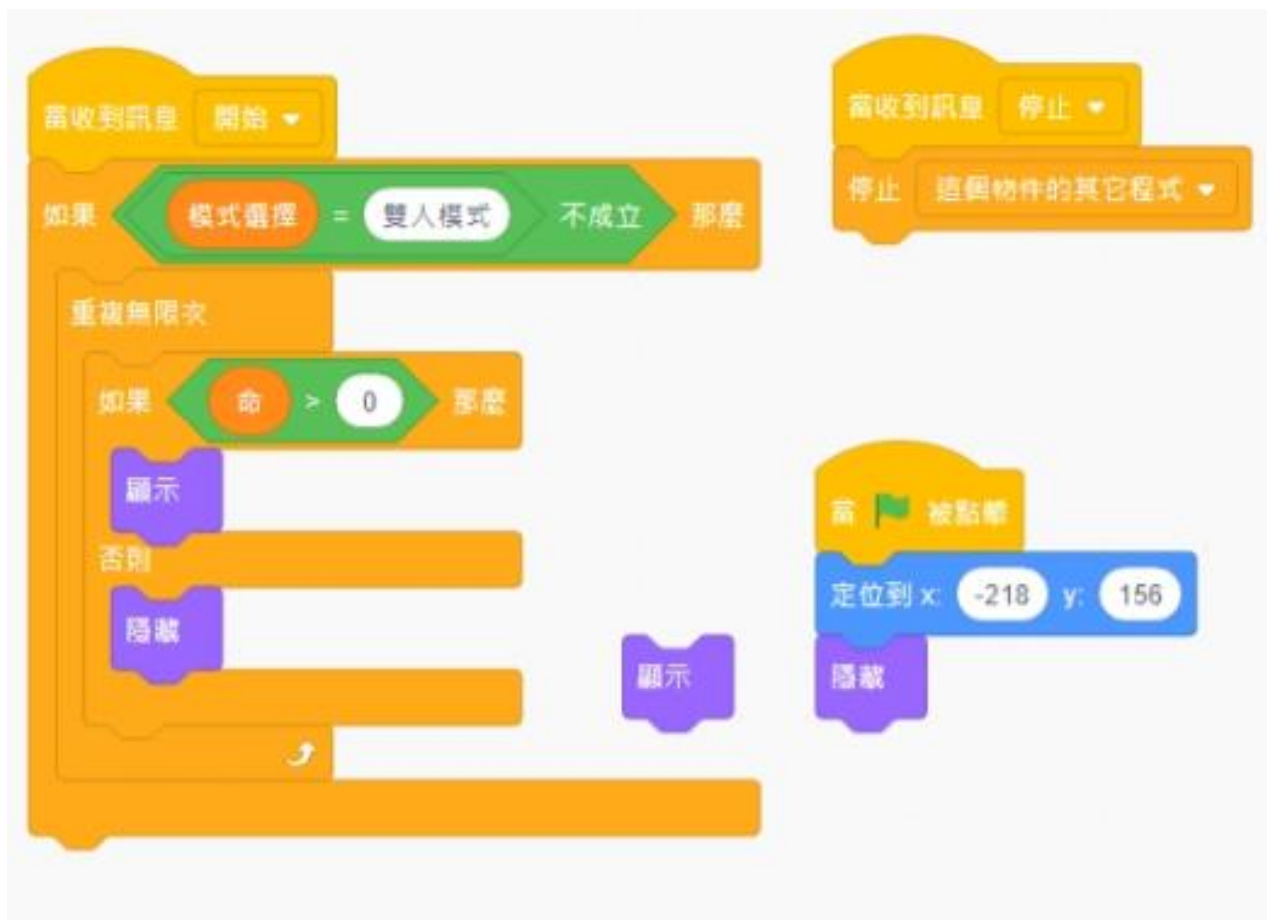 當收到訊息 開始
如果 模式選擇 = 雙人模式 不成立 那麼
重複無限次
如果 命 > 0 那麼
顯示
否則
隱藏
當收到訊息 停止
停止 這個物件的其它程式
顯示
當 被點擊
定位到 x: -218 y: 156
隱藏